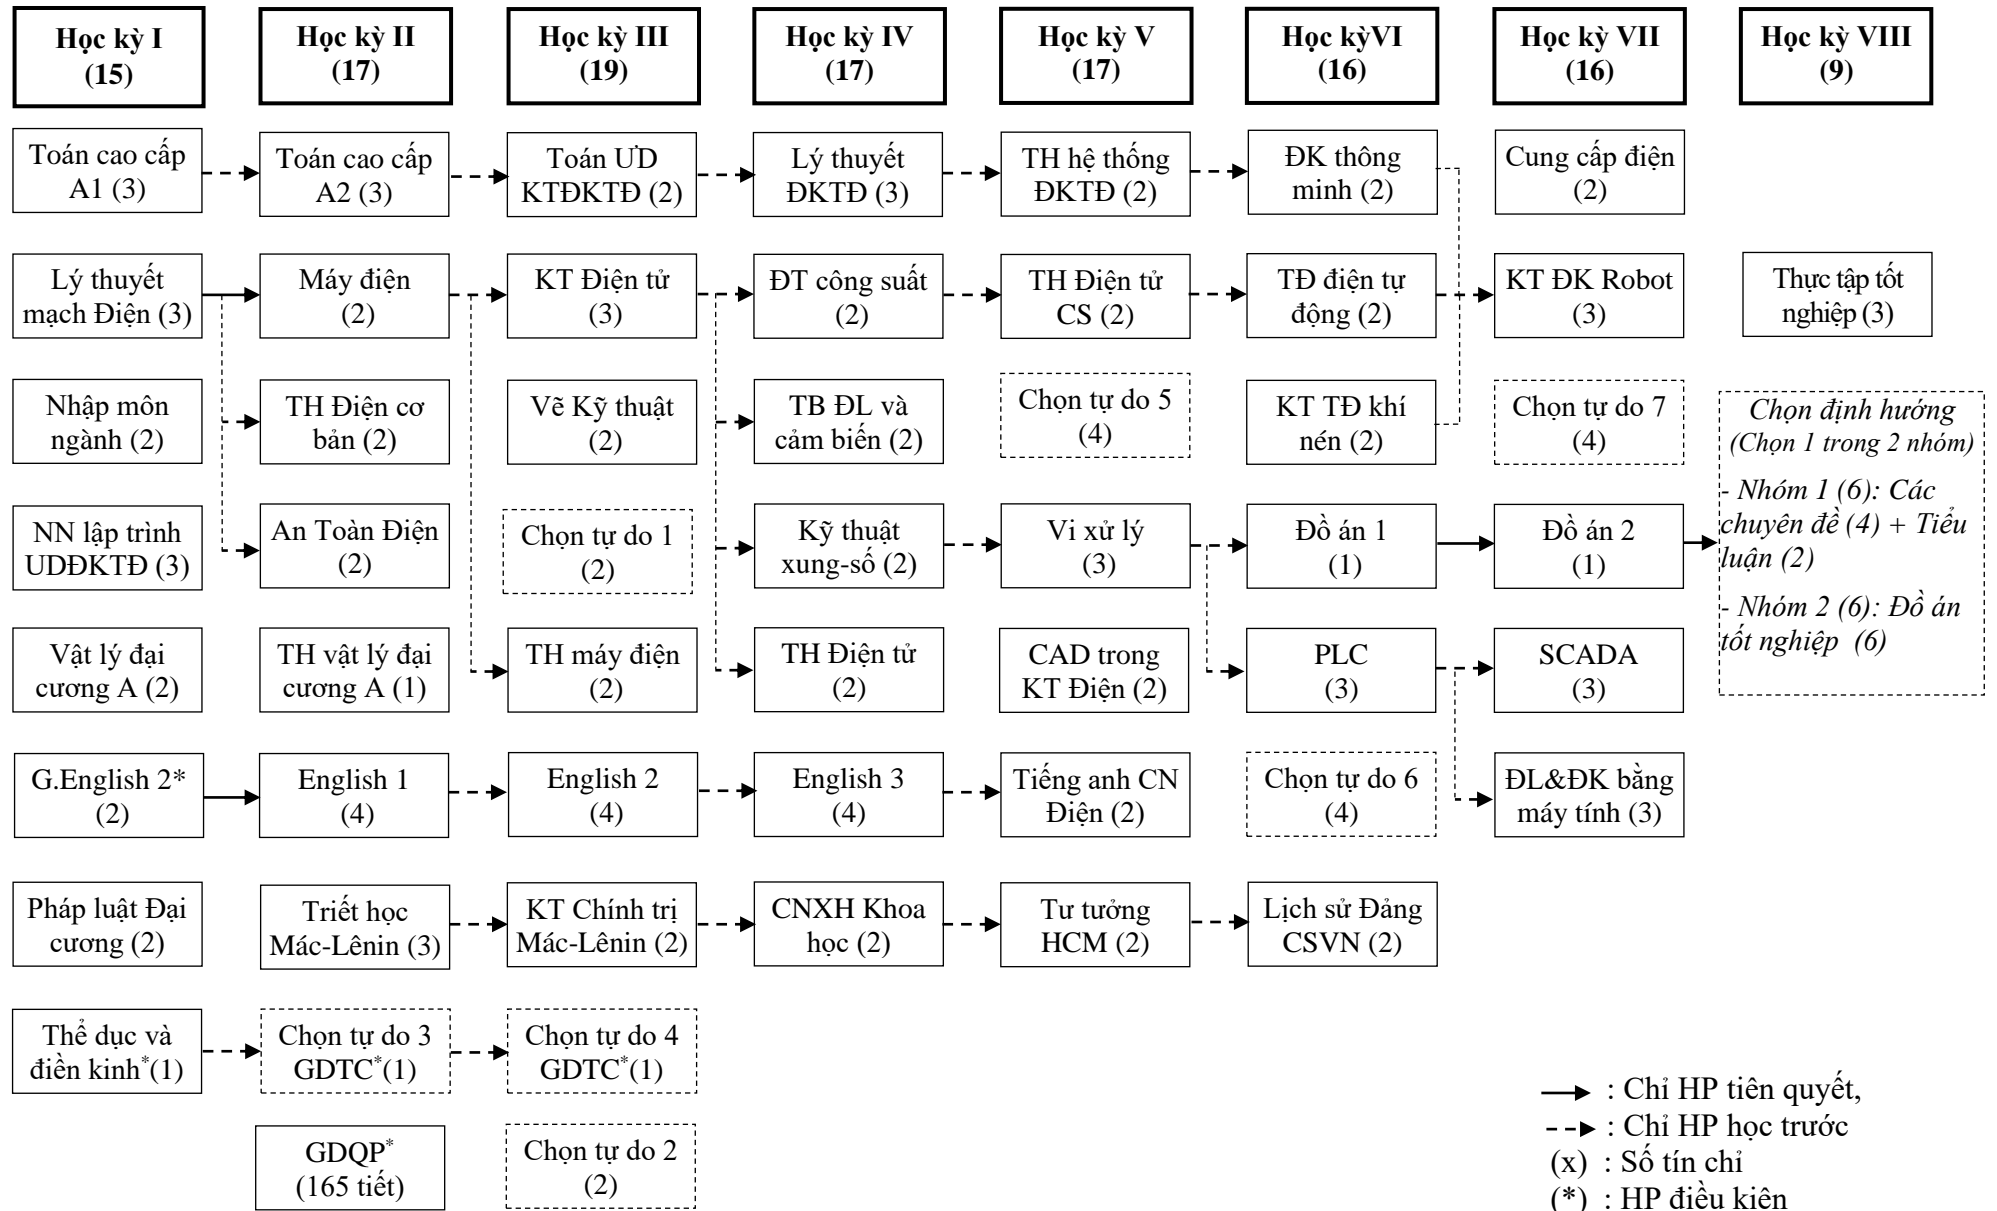 Học kỳ I
(15)
Học kỳ II
(17)
Học kỳ III
(19)
Học kỳ IV
(17)
Học kỳ V
(17)
Học kỳVI
(16)
Học kỳ VII
(16)
Học kỳ VIII
(9)
Toán cao cấp
A1 (3)
Toán cao cấp
A2 (3)
Toán ƯD
KTĐKTĐ (2)
Lý thuyết
ĐKTĐ (3)
TH hệ thống
ĐKTĐ (2)
ĐK thông
minh (2)
Cung cấp điện
(2)
Lý thuyết
mạch Điện (3)
Máy điện
(2)
KT Điện tử
(3)
ĐT công suất
(2)
TH Điện tử
CS (2)
TĐ điện tự
động (2)
KT ĐK Robot
(3)
Thực tập tốt
nghiệp (3)
Nhập môn
ngành (2)
TH Điện cơ
bản (2)
Vẽ Kỹ thuật
(2)
TB ĐL và
cảm biến (2)
Chọn tự do 5
(4)
KT TĐ khí
nén (2)
Chọn tự do 7
(4)
Chọn định hướng
(Chọn 1 trong 2 nhóm)
- Nhóm 1 (6): Các
chuyên đề (4) + Tiểu
luận (2)
- Nhóm 2 (6): Đồ án
tốt nghiệp (6)
NN lập trình
UDĐKTĐ (3)
An Toàn Điện
(2)
Chọn tự do 1
(2)
Kỹ thuật
xung-số (2)
Vi xử lý
(3)
Đồ án 1
(1)
Đồ án 2
(1)
Vật lý đại
cương A (2)
TH vật lý đại
cương A (1)
TH máy điện
(2)
TH Điện tử
(2)
CAD trong
KT Điện (2)
PLC
(3)
SCADA
(3)
G.English 2*
(2)
English 1
(4)
English 2
(4)
English 3
(4)
Tiếng anh CN
Điện (2)
Chọn tự do 6
(4)
ĐL&ĐK bằng
máy tính (3)
Pháp luật Đại
cương (2)
Triết học
Mác-Lênin (3)
KT Chính trị
Mác-Lênin (2)
CNXH Khoa
học (2)
Tư tưởng
HCM (2)
Lịch sử Đảng
CSVN (2)
Thể dục và
điền kinh*(1)
Chọn tự do 3
GDTC*(1)
Chọn tự do 4
GDTC*(1)
GDQP*
(165 tiết)
Chọn tự do 2
(2)
: Chỉ HP tiên quyết,
: Chỉ HP học trước
(x) : Số tín chỉ
(*) : HP điều kiên